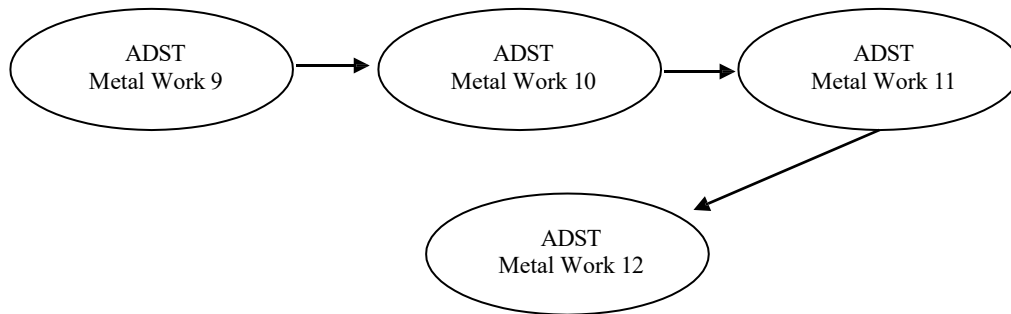 ADST
Metal Work 9
ADST
Metal Work 10
ADST
Metal Work 11
ADST
Metal Work 12